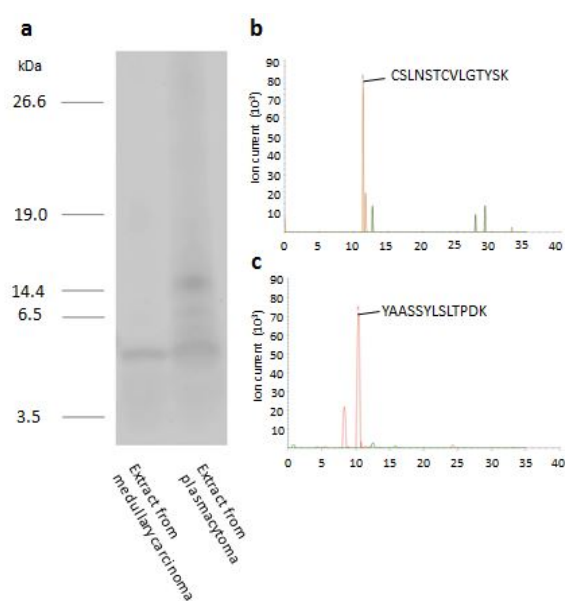 a
kDa
26.6
19.0
14.4
6.5
3.5
Extract from
medullary carcinoma
Extract from
plasmacytoma
b
Ion current (10³)
90
80
70
60
50
40
30
20
10
CSLNSTCVLGTYSK
0 5 10 15 20 25 30 35 40
c
Ion current (10³)
90
80
70
60
50
40
30
20
10
YAASSYLSLTPDK
0 5 10 15 20 25 30 35 40